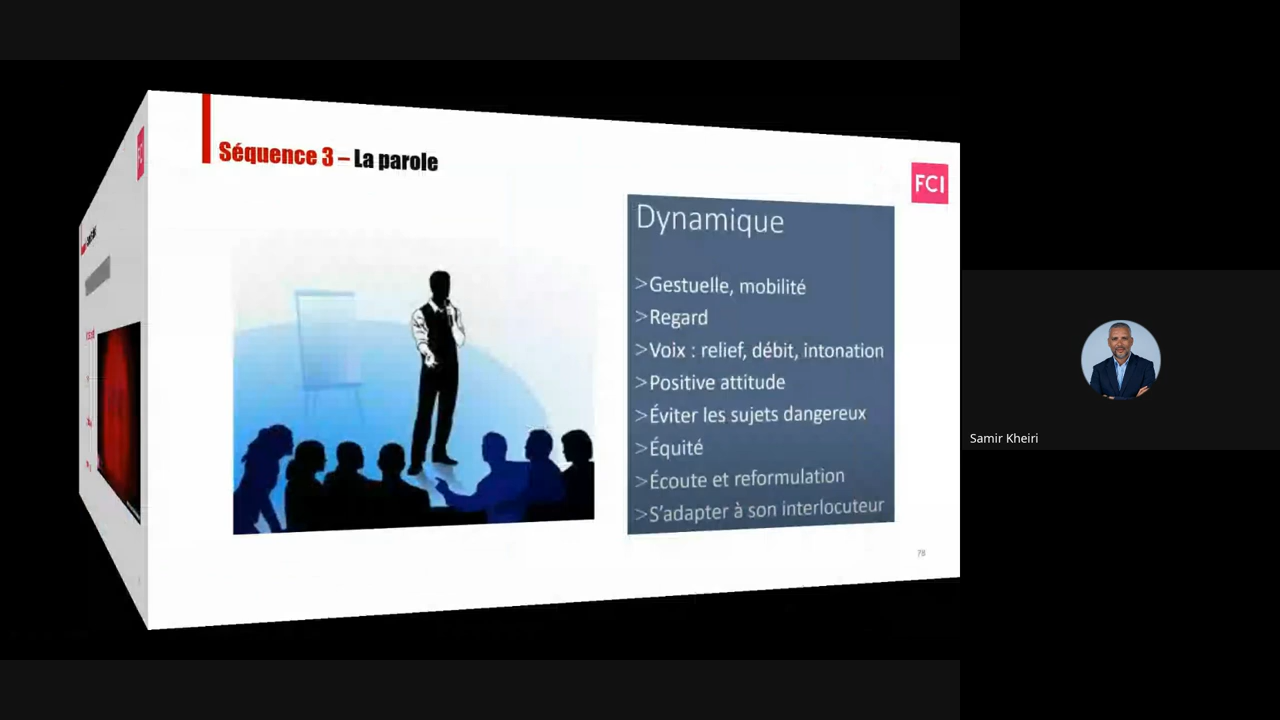 Séquence 3 – La parole
FCI
Dynamique
>Gestuelle, mobilité
>Regard
>Voix : relief, débit, intonation
>Positive attitude
>Éviter les sujets dangereux
>Équité
>Écoute et reformulation
>S'adapter à son interlocuteur
78
Samir Kheiri